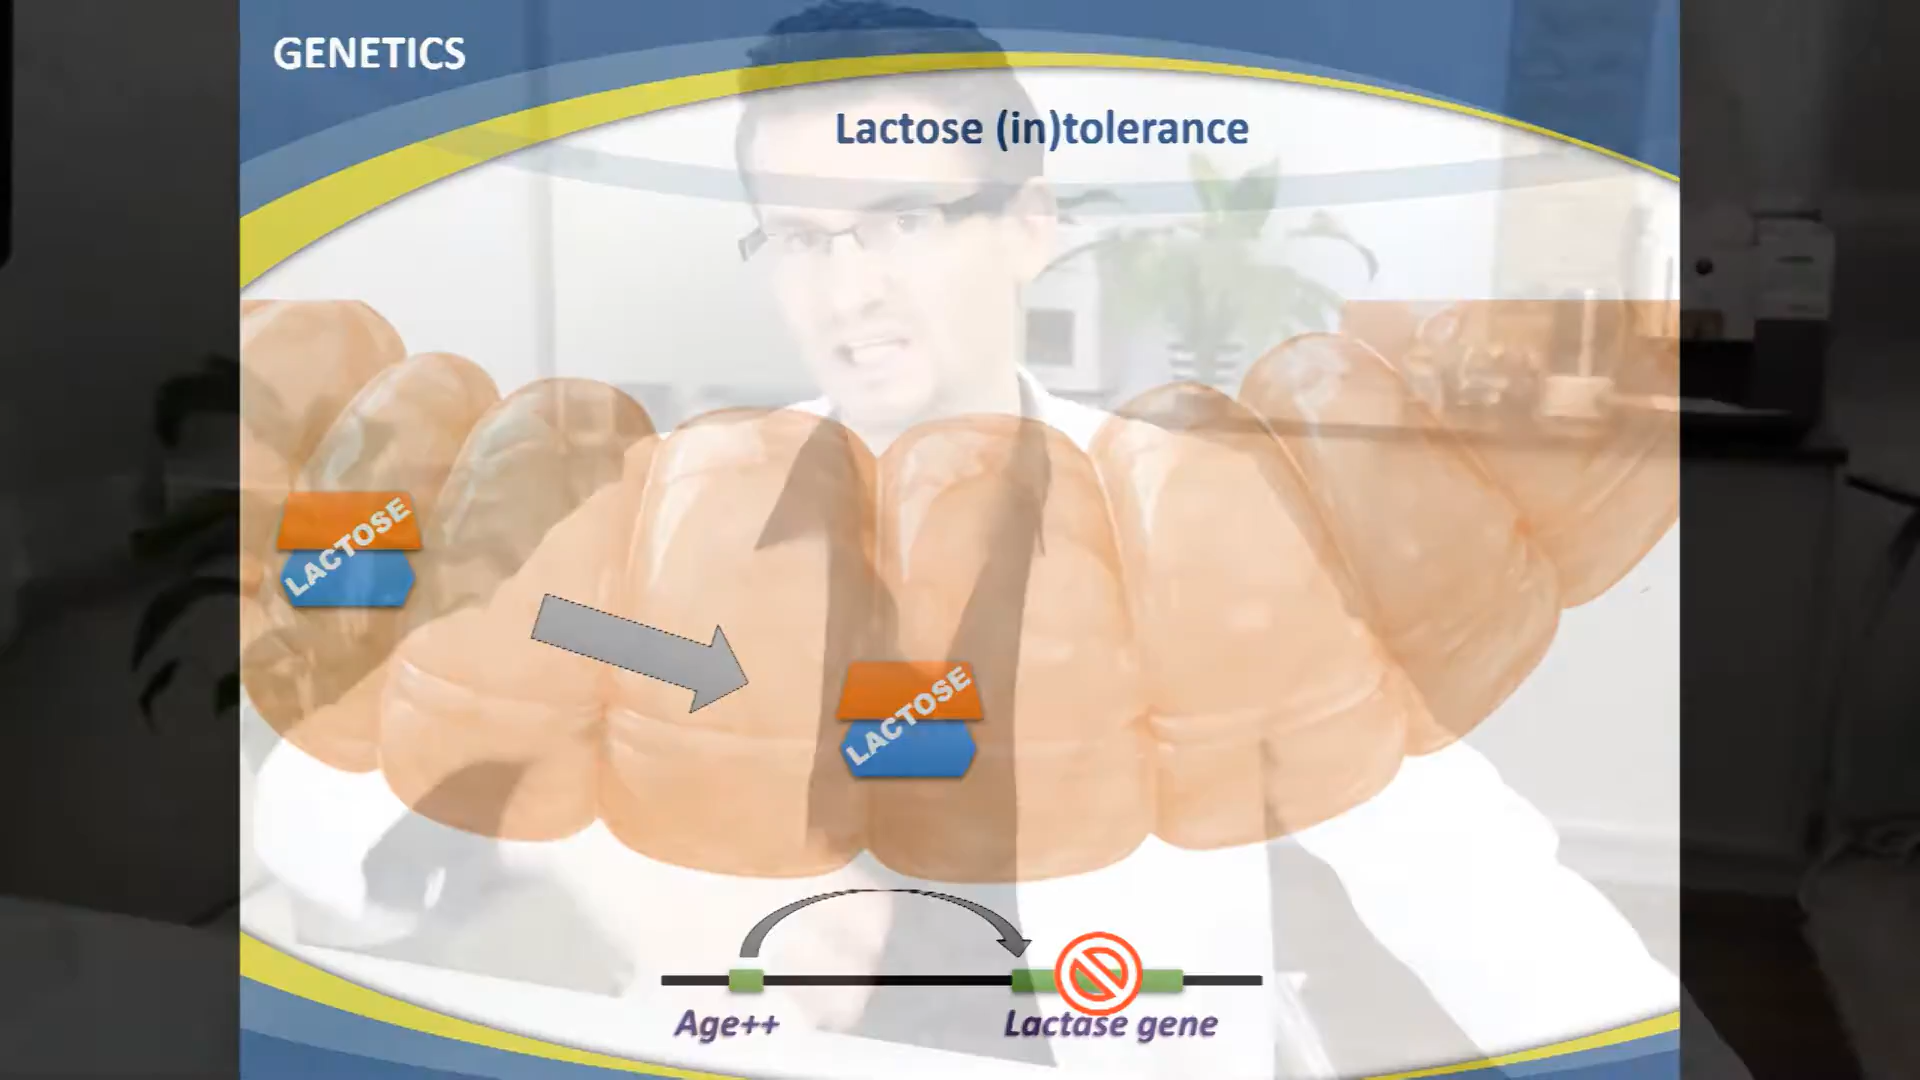 GENETICS
Lactose (in)tolerance
LACTOSE
LACTOSE
Age++
Lactase gene